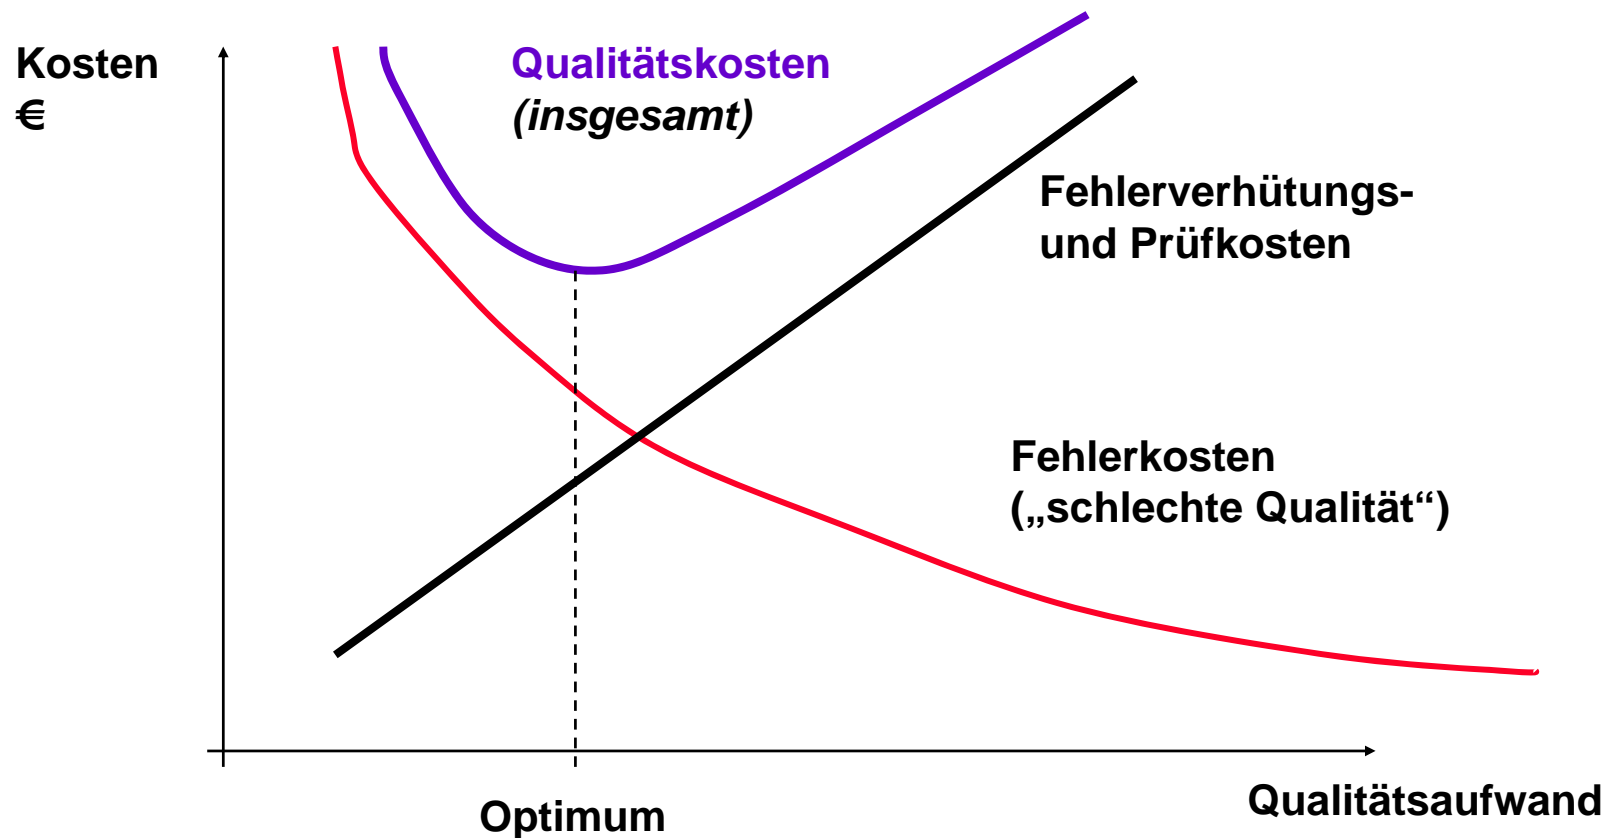 Kosten
€
Qualitätskosten
(insgesamt)
Fehlerverhütungs-
und Prüfkosten
Fehlerkosten
(„schlechte Qualität“)
Optimum
Qualitätsaufwand